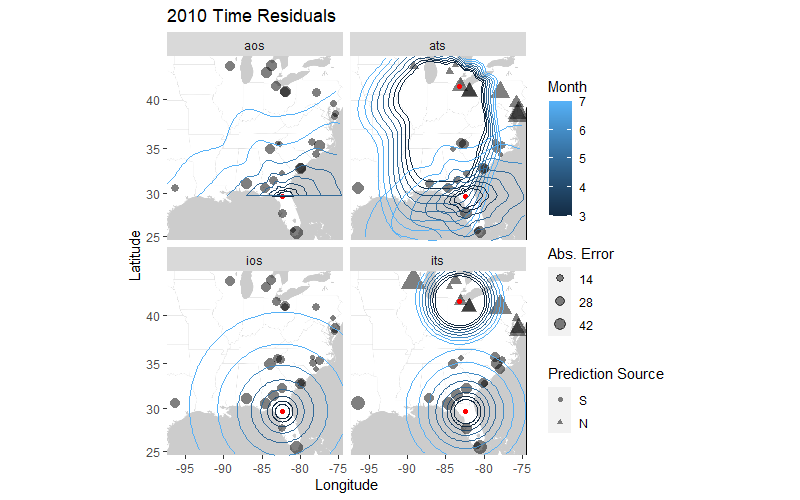 2010 Time Residuals
aos
ats
40
35
30
25
ios
its
40
35
30
25
-95 -90 -85 -80 -75 -95 -90 -85 -80 -75
Longitude
Latitude
Month
7
6
5
4
3
Abs. Error
14
28
42
Prediction Source
S
N